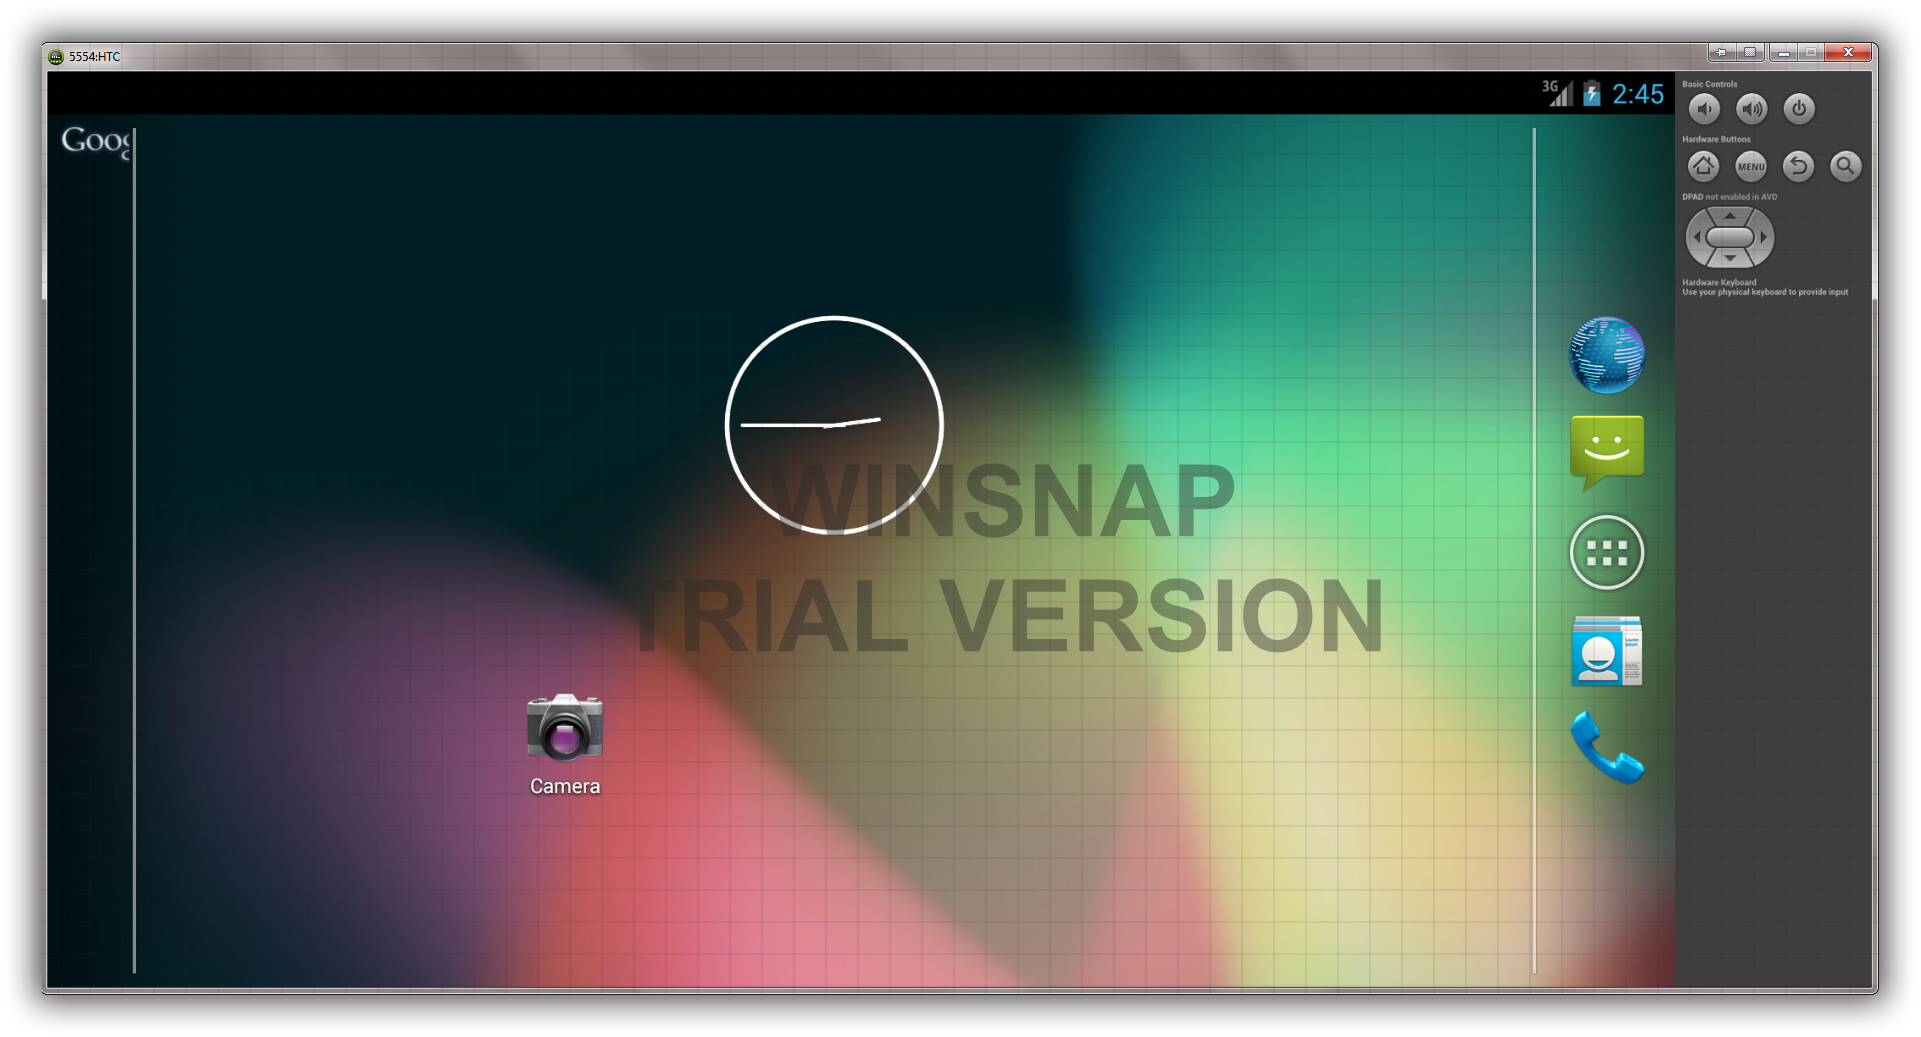 5554:HTC
3G
2:45
Goog
Basic Controls
Hardware Buttons
MENU
DPAD not enabled in AVD
Hardware Keyboard
Use your physical keyboard to provide input
WINSNAP
TRIAL VERSION
Camera